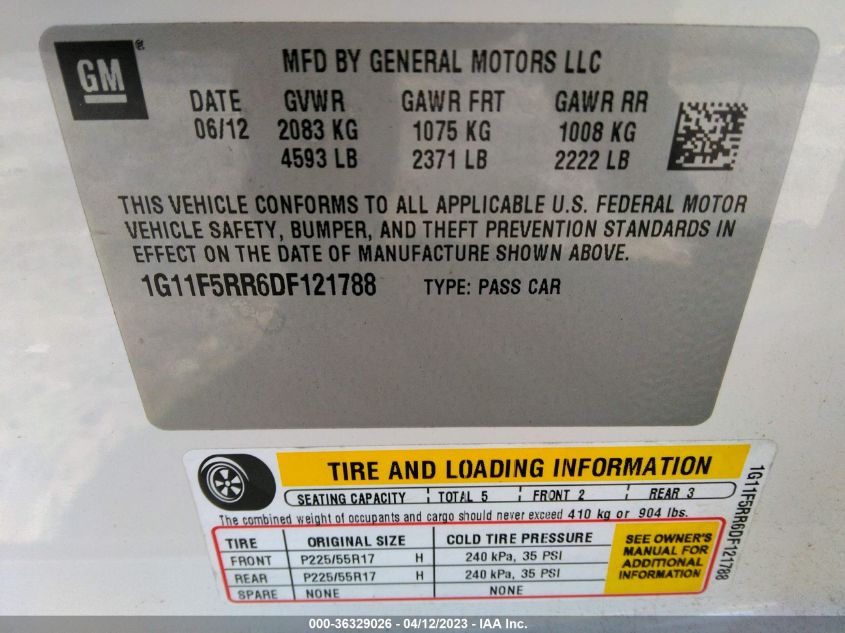 GM ®
MFD BY GENERAL MOTORS LLC
DATE GVWR GAWR FRT GAWR RR
06/12 2083 KG 1075 KG 1008 KG
4593 LB 2371 LB 2222 LB
THIS VEHICLE CONFORMS TO ALL APPLICABLE U.S. FEDERAL MOTOR
VEHICLE SAFETY, BUMPER, AND THEFT PREVENTION STANDARDS IN
EFFECT ON THE DATE OF MANUFACTURE SHOWN ABOVE.
1G11F5RR6DF121788 TYPE: PASS CAR
TIRE AND LOADING INFORMATION
SEATING CAPACITY TOTAL 5 FRONT 2 REAR 3
The combined weight of occupants and cargo should never exceed 410 kg or 904 lbs.
TIRE ORIGINAL SIZE COLD TIRE PRESSURE
FRONT P225/55R17 H 240 kPa, 35 PSI
REAR P225/55R17 H 240 kPa, 35 PSI
SPARE NONE NONE
SEE OWNER'S
MANUAL FOR
ADDITIONAL
INFORMATION
1G11F5RR6DF121788
000-36329026 - 04/12/2023 - IAA Inc.